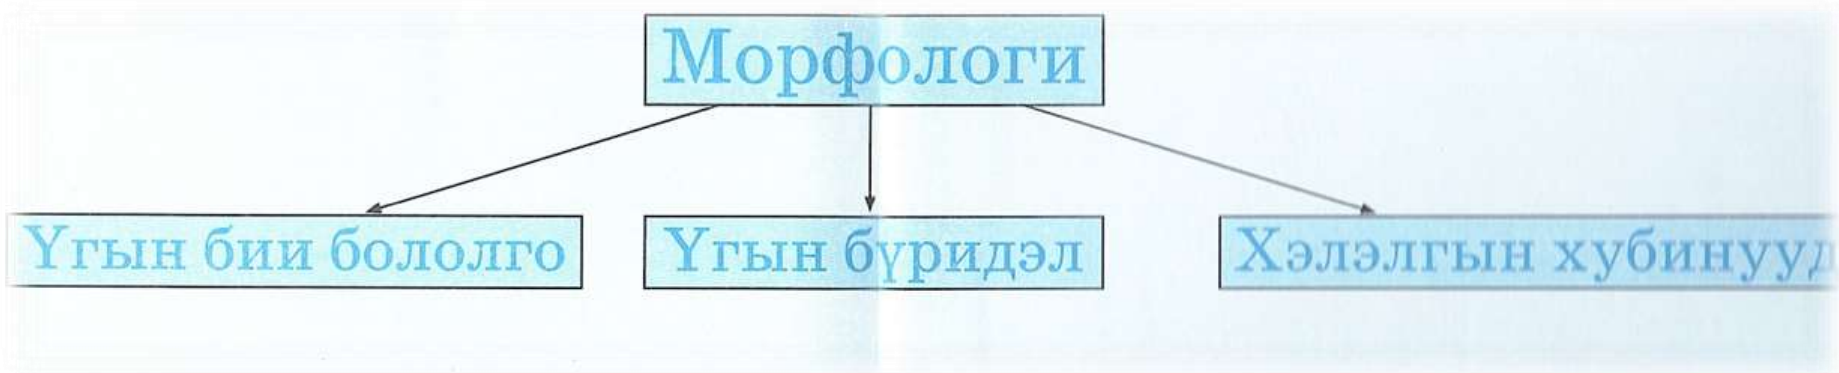 Морфологи
Үгын бии бололго
Үгын бүридэл
Хэлэлгын хубинууд